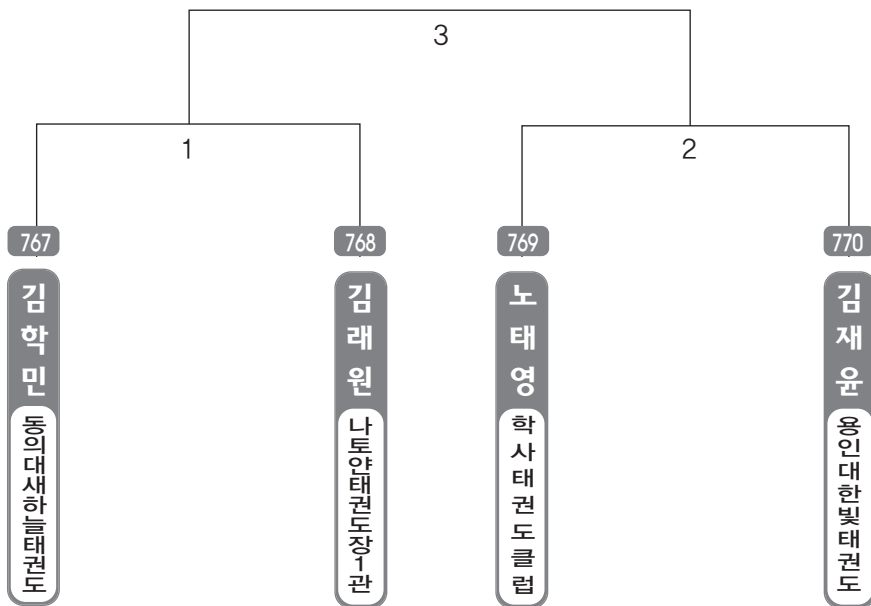 3
1
2
767
김학민
동의대새하늘태권도
768
김래원
나토얀태권도장1관
769
노태영
학사태권도클럽
770
김재윤
용인대한빛태권도